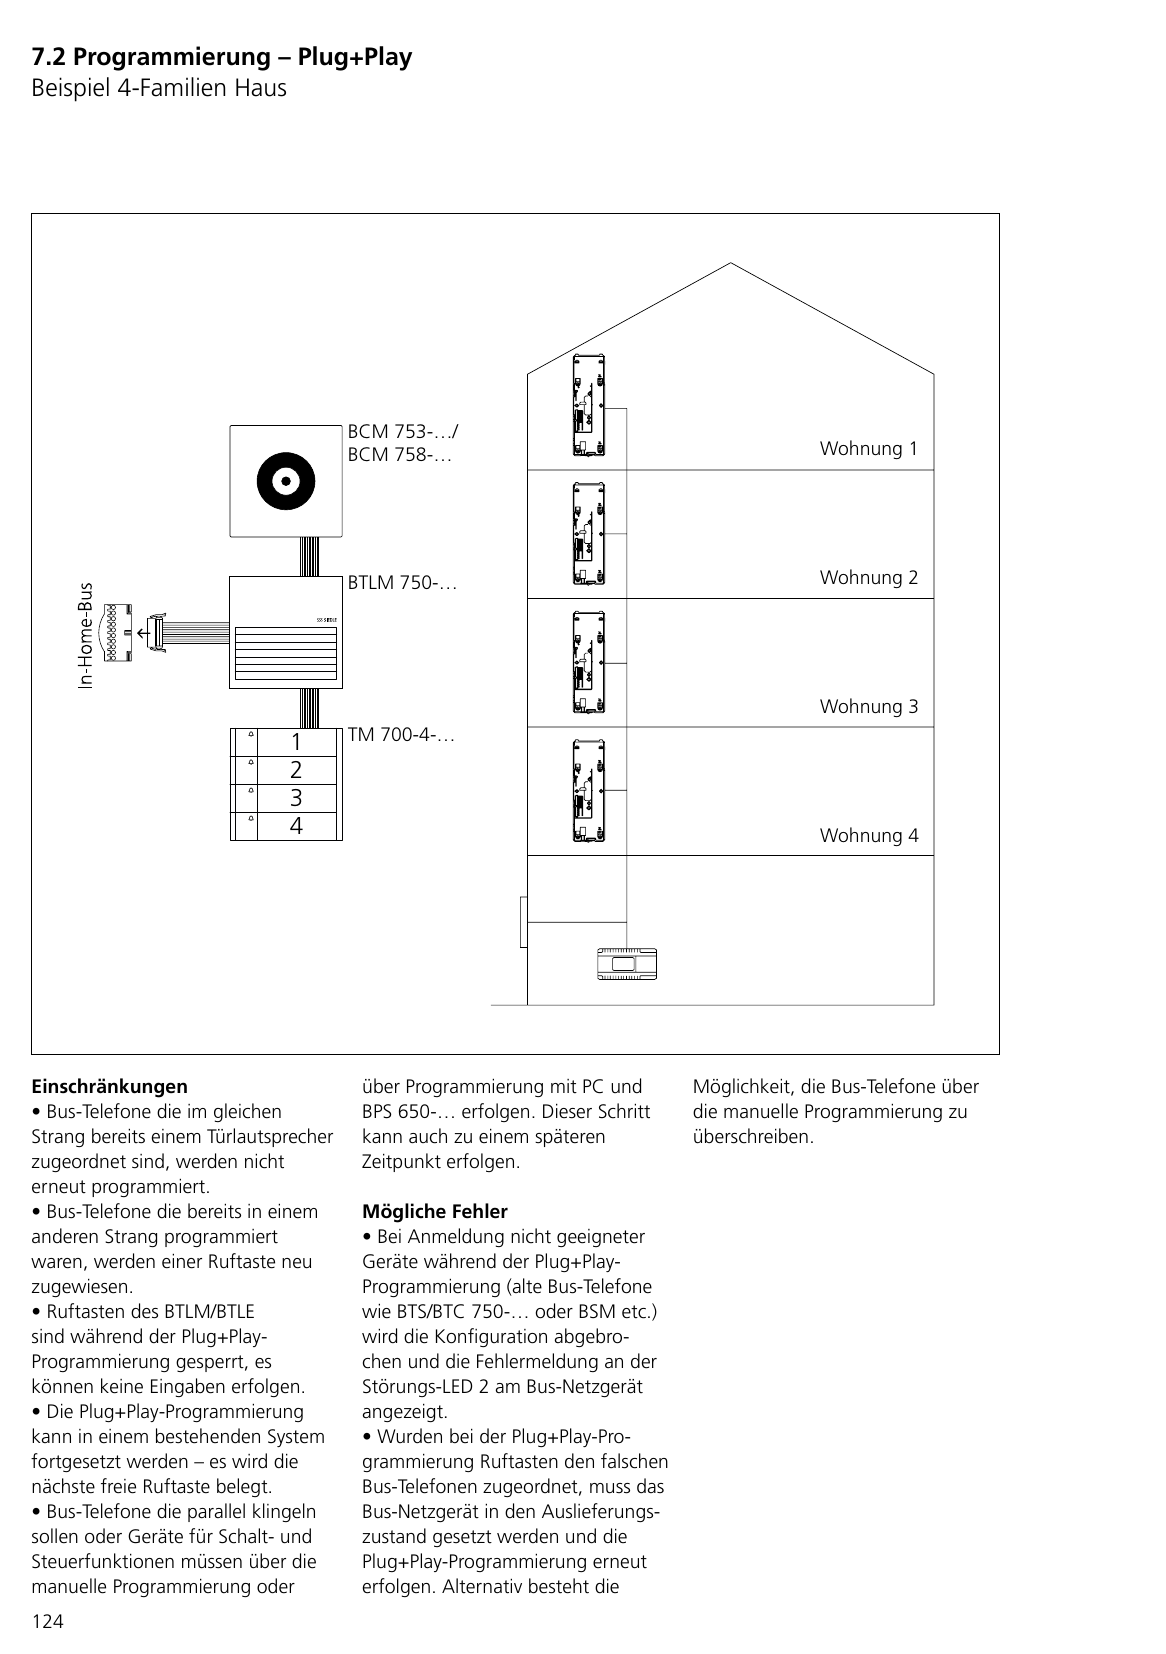 7.2 Programmierung – Plug+Play
Beispiel 4-Familien Haus
BCM 753-…/
BCM 758-…
BTLM 750-…
In-Home-Bus
SSS SIEDLE
TM 700-4-…
1
2
3
4
Wohnung 1
Wohnung 2
Wohnung 3
Wohnung 4
Einschränkungen
• Bus-Telefone die im gleichen
Strang bereits einem Türlautsprecher
zugeordnet sind, werden nicht
erneut programmiert.
• Bus-Telefone die bereits in einem
anderen Strang programmiert
waren, werden einer Ruftaste neu
zugewiesen.
• Ruftasten des BTLM/BTLE
sind während der Plug+Play-
Programmierung gesperrt, es
können keine Eingaben erfolgen.
• Die Plug+Play-Programmierung
kann in einem bestehenden System
fortgesetzt werden – es wird die
nächste freie Ruftaste belegt.
• Bus-Telefone die parallel klingeln
sollen oder Geräte für Schalt- und
Steuerfunktionen müssen über die
manuelle Programmierung oder
über Programmierung mit PC und
BPS 650-… erfolgen. Dieser Schritt
kann auch zu einem späteren
Zeitpunkt erfolgen.
Mögliche Fehler
• Bei Anmeldung nicht geeigneter
Geräte während der Plug+Play-
Programmierung (alte Bus-Telefone
wie BTS/BTC 750-… oder BSM etc.)
wird die Konfiguration abgebro-
chen und die Fehlermeldung an der
Störungs-LED 2 am Bus-Netzgerät
angezeigt.
• Wurden bei der Plug+Play-Pro-
grammierung Ruftasten den falschen
Bus-Telefonen zugeordnet, muss das
Bus-Netzgerät in den Auslieferungs-
zustand gesetzt werden und die
Plug+Play-Programmierung erneut
erfolgen. Alternativ besteht die
Möglichkeit, die Bus-Telefone über
die manuelle Programmierung zu
überschreiben.
124